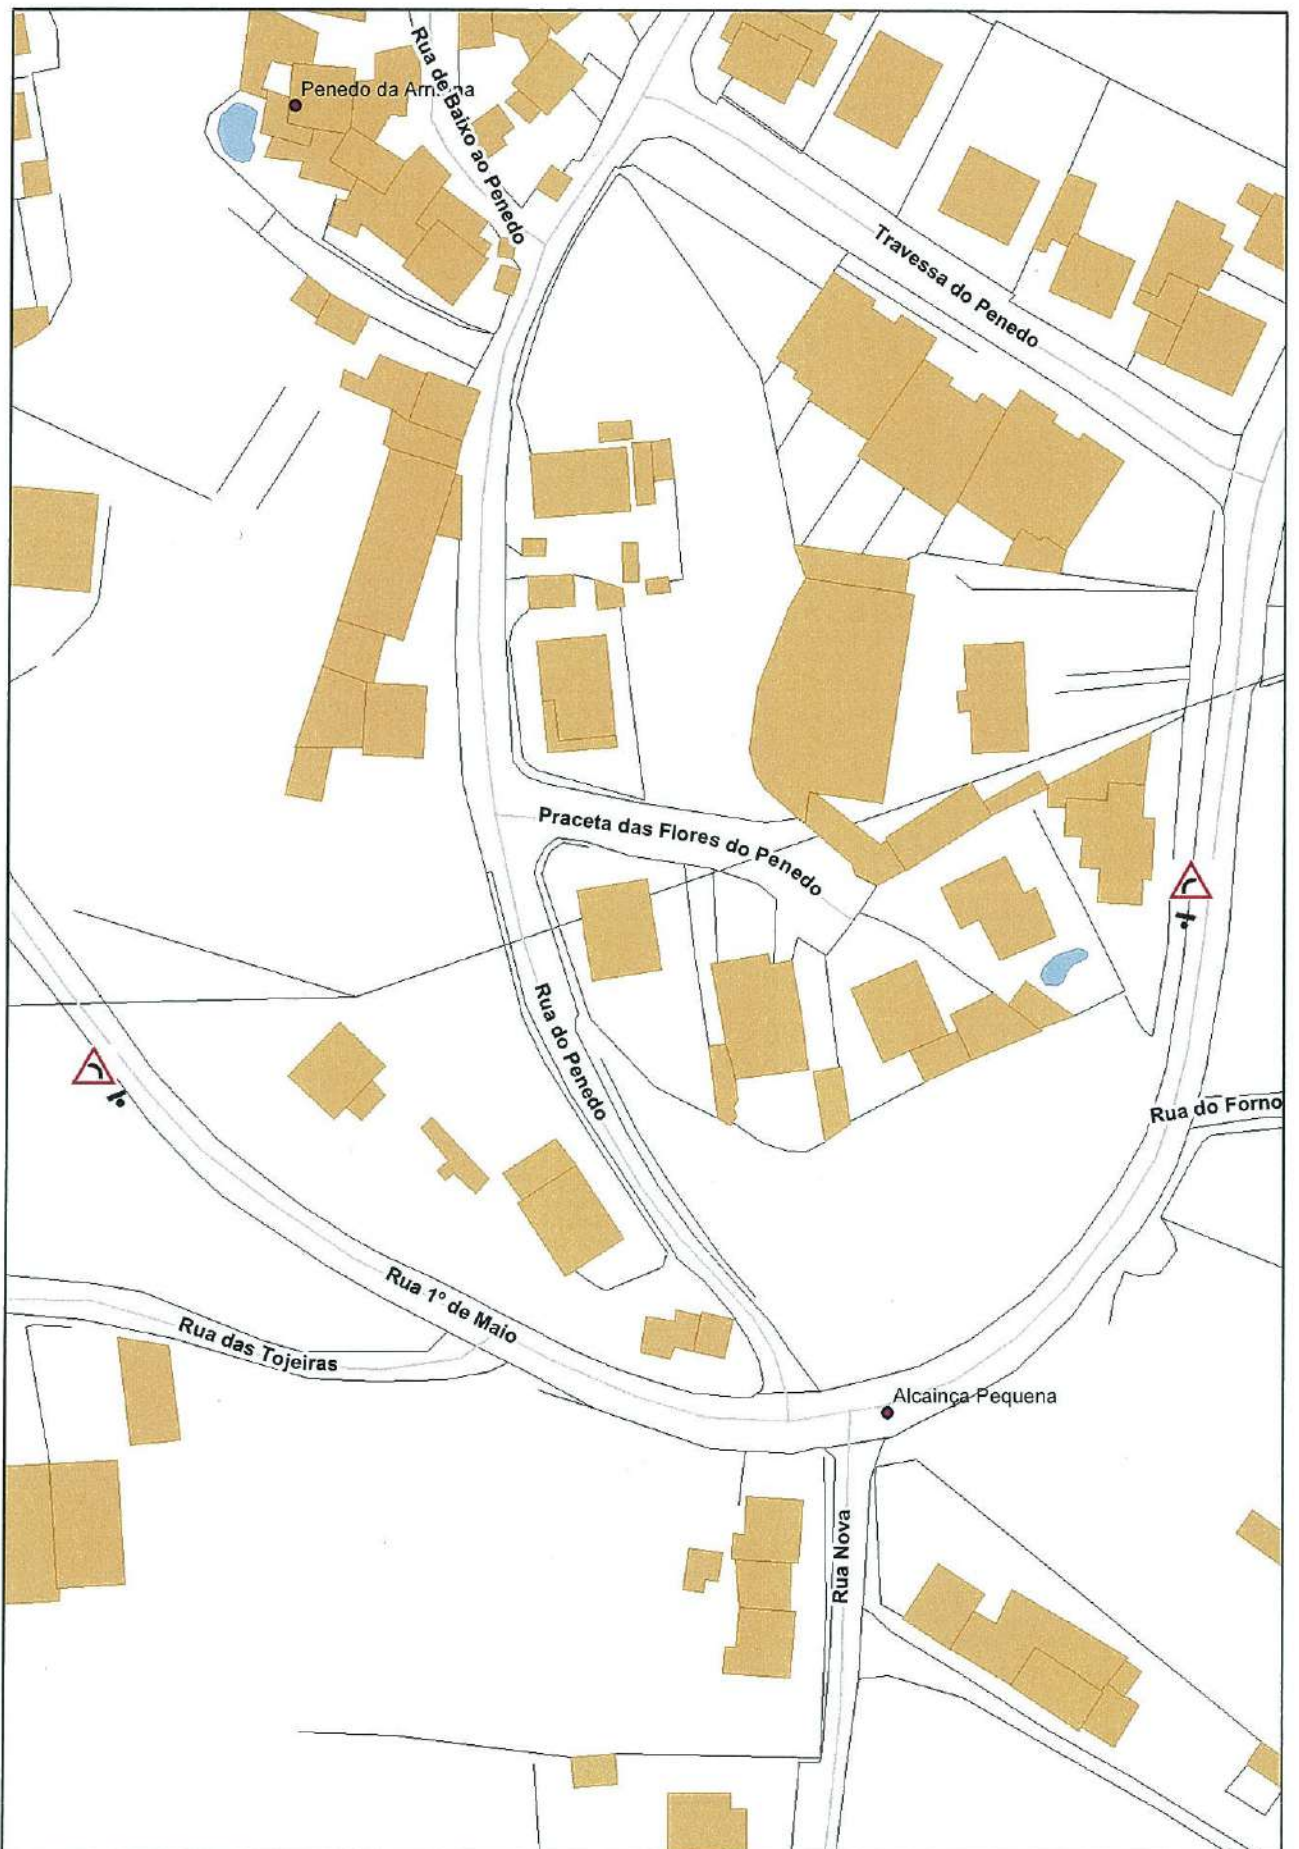 Rua de Baixo ao Penedo
Penedo da
Travessa do Penedo
Praceta das Flores do Penedo
Rua do Penedo
Rua do Forno
Rua 1º de Maio
Rua das Tojeiras
Alcainça Pequena
Rua Nova